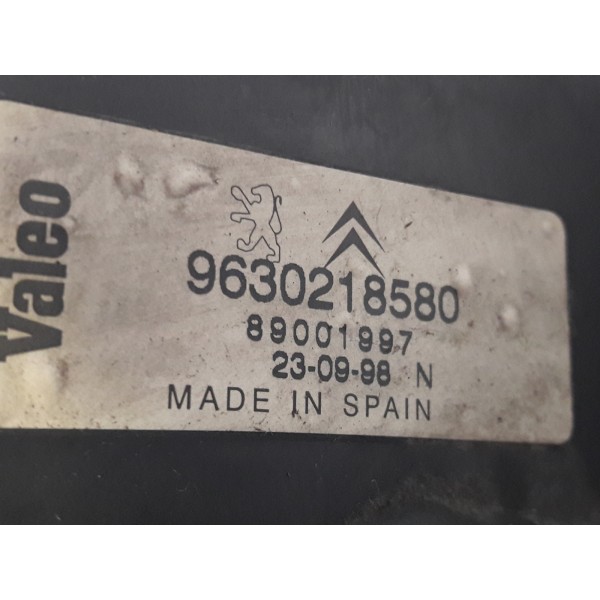 Valeo
9630218580
89001997
23-09-98 N
MADE IN SPAIN